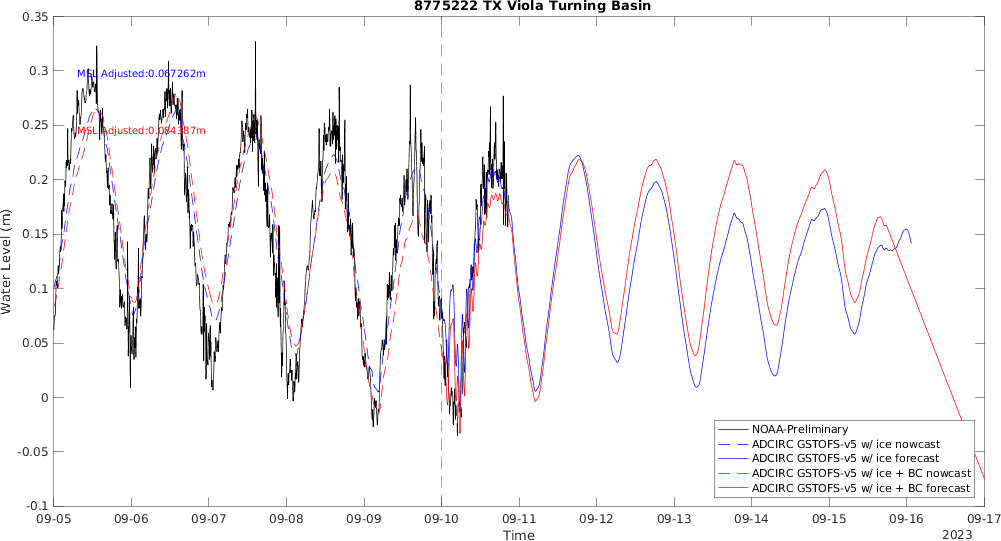 8775222 TX Viola Turning Basin
0.35
0.3
0.25
0.2
0.15
0.1
0.05
0
-0.05
-0.1
Water Level (m)
MSL Adjusted:0.067262m
MSL Adjusted:0.084387m
NOAA-Preliminary
ADCIRC GSTOFS-v5 w/ ice nowcast
ADCIRC GSTOFS-v5 w/ ice forecast
ADCIRC GSTOFS-v5 w/ ice + BC nowcast
ADCIRC GSTOFS-v5 w/ ice + BC forecast
09-05 09-06 09-07 09-08 09-09 09-10 09-11 09-12 09-13 09-14 09-15 09-16 09-17
Time
2023